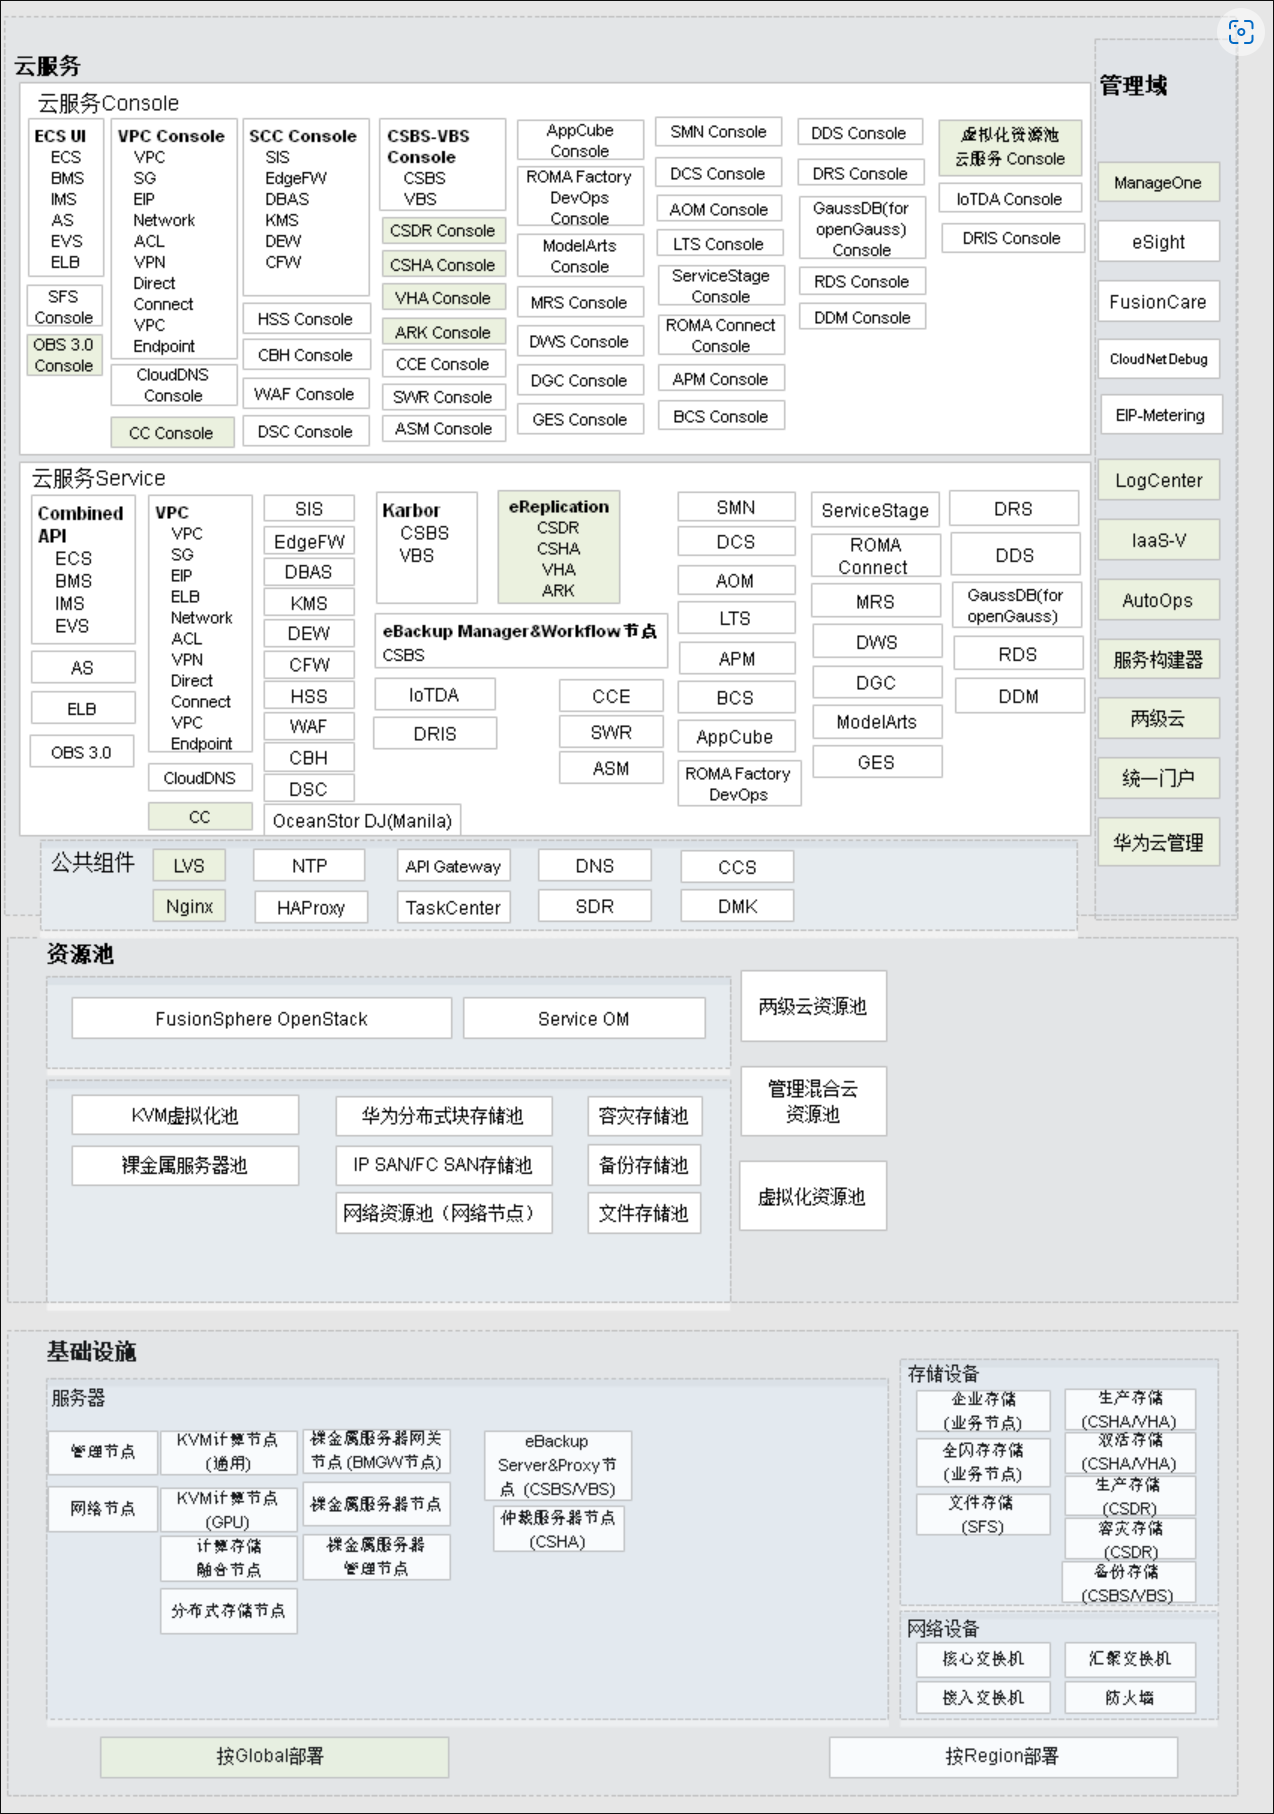 云服务
云服务Console
ECS UI
ECS
BMS
IMS
AS
EVS
ELB
SFS
Console
OBS 3.0
Console
VPC Console
VPC
SG
EIP
Network
ACL
VPN
Direct
Connect
VPC
Endpoint
CloudDNS
Console
CC Console
SCC Console
SIS
EdgeFW
DBAS
KMS
DEW
CFW
HSS Console
CBH Console
WAF Console
DSC Console
CSBS-VBS
Console
CSBS
VBS
CSDR Console
CSHA Console
VHA Console
ARK Console
CCE Console
SWR Console
ASM Console
AppCube
Console
ROMA Factory
DevOps
Console
ModelArts
Console
MRS Console
DWS Console
DGC Console
GES Console
SMN Console
DCS Console
AOM Console
LTS Console
ServiceStage
Console
ROMA Connect
Console
APM Console
BCS Console
DDS Console
DRS Console
GaussDB(for
openGauss)
Console
RDS Console
DDM Console
虚拟化资源池
云服务 Console
IoTDA Console
DRIS Console
云服务Service
Combined
API
ECS
BMS
IMS
EVS
AS
ELB
OBS 3.0
VPC
VPC
SG
EIP
ELB
Network
ACL
VPN
Direct
Connect
VPC
Endpoint
CloudDNS
CC
SIS
EdgeFW
DBAS
KMS
DEW
CFW
HSS
WAF
CBH
DSC
OceanStor DJ(Manila)
Karbor
CSBS
VBS
eReplication
CSDR
CSHA
VHA
ARK
eBackup Manager&Workflow节点
CSBS
IoTDA
DRIS
CCE
SWR
ASM
SMN
DCS
AOM
LTS
APM
BCS
AppCube
ROMA Factory
DevOps
ServiceStage
ROMA
Connect
MRS
DWS
DGC
ModelArts
GES
DRS
DDS
GaussDB(for
openGauss)
RDS
DDM
公共组件
LVS
NTP
API Gateway
DNS
CCS
Nginx
HAProxy
TaskCenter
SDR
DMK
管理域
ManageOne
eSight
FusionCare
CloudNetDebug
EIP-Metering
LogCenter
IaaS-V
AutoOps
服务构建器
两级云
统一门户
华为云管理
资源池
FusionSphere OpenStack
Service OM
KVM虚拟化池
华为分布式块存储池
容灾存储池
裸金属服务器池
IP SAN/FC SAN存储池
备份存储池
网络资源池（网络节点）
文件存储池
两级云资源池
管理混合云
资源池
虚拟化资源池
基础设施
服务器
管理节点
网络节点
KVM计算节点
(通用)
KVM计算节点
(GPU)
计算存储
融合节点
分布式存储节点
裸金属服务器网关
节点 (BMGW节点)
裸金属服务器节点
裸金属服务器
管理节点
eBackup
Server&Proxy节
点 (CSBS/VBS)
仲裁服务器节点
(CSHA)
存储设备
企业存储
(业务节点)
全闪存存储
(业务节点)
文件存储
(SFS)
生产存储
(CSHA/VHA)
双活存储
(CSHA/VHA)
生产存储
(CSDR)
容灾存储
(CSDR)
备份存储
(CSBS/VBS)
网络设备
核心交换机
汇聚交换机
接入交换机
防火墙
按Global部署
按Region部署